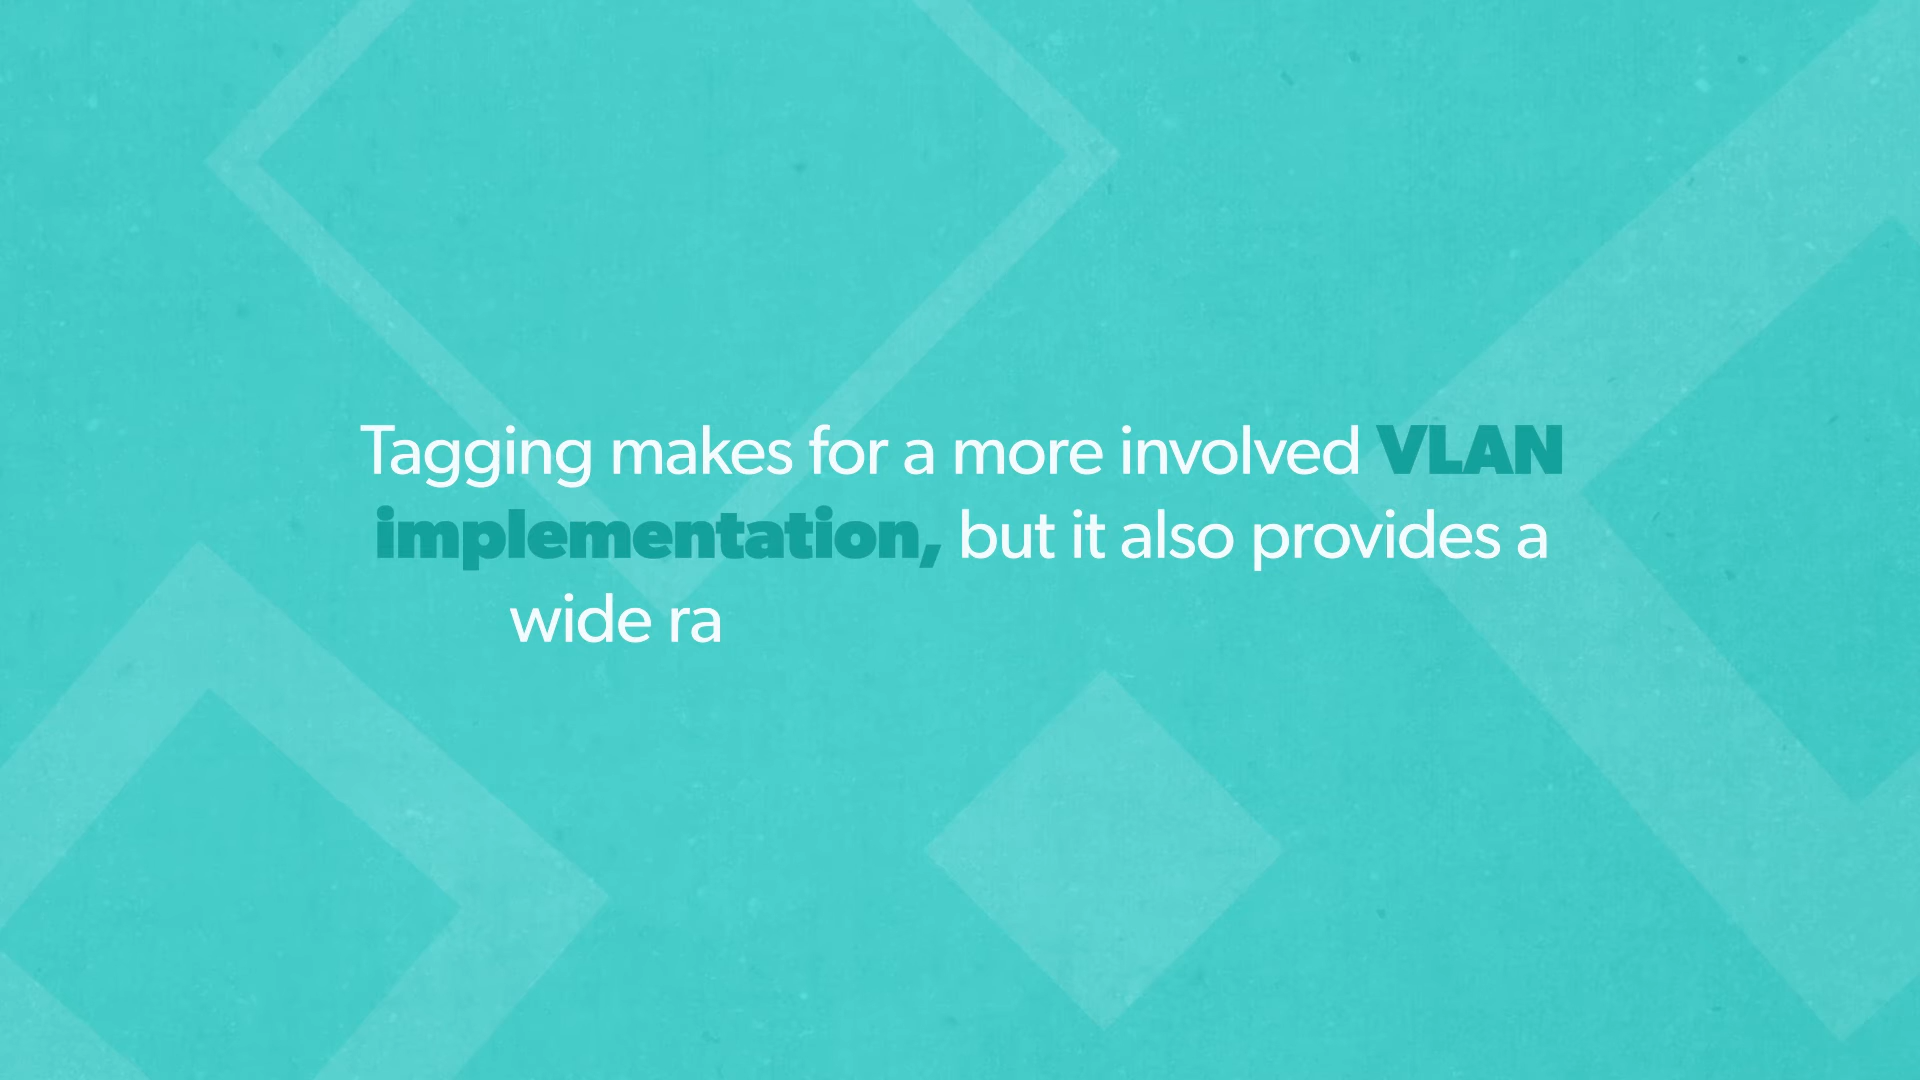 Tagging makes for a more involved VLAN
implementation, but it also provides a
wide ra